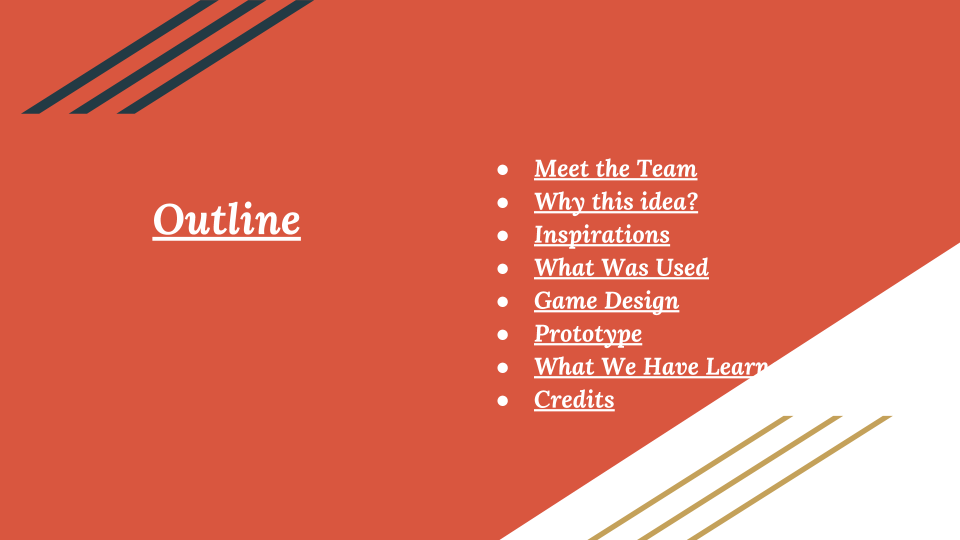 Outline
● Meet the Team
● Why this idea?
● Inspirations
● What Was Used
● Game Design
● Prototype
● What We Have Learn
● Credits